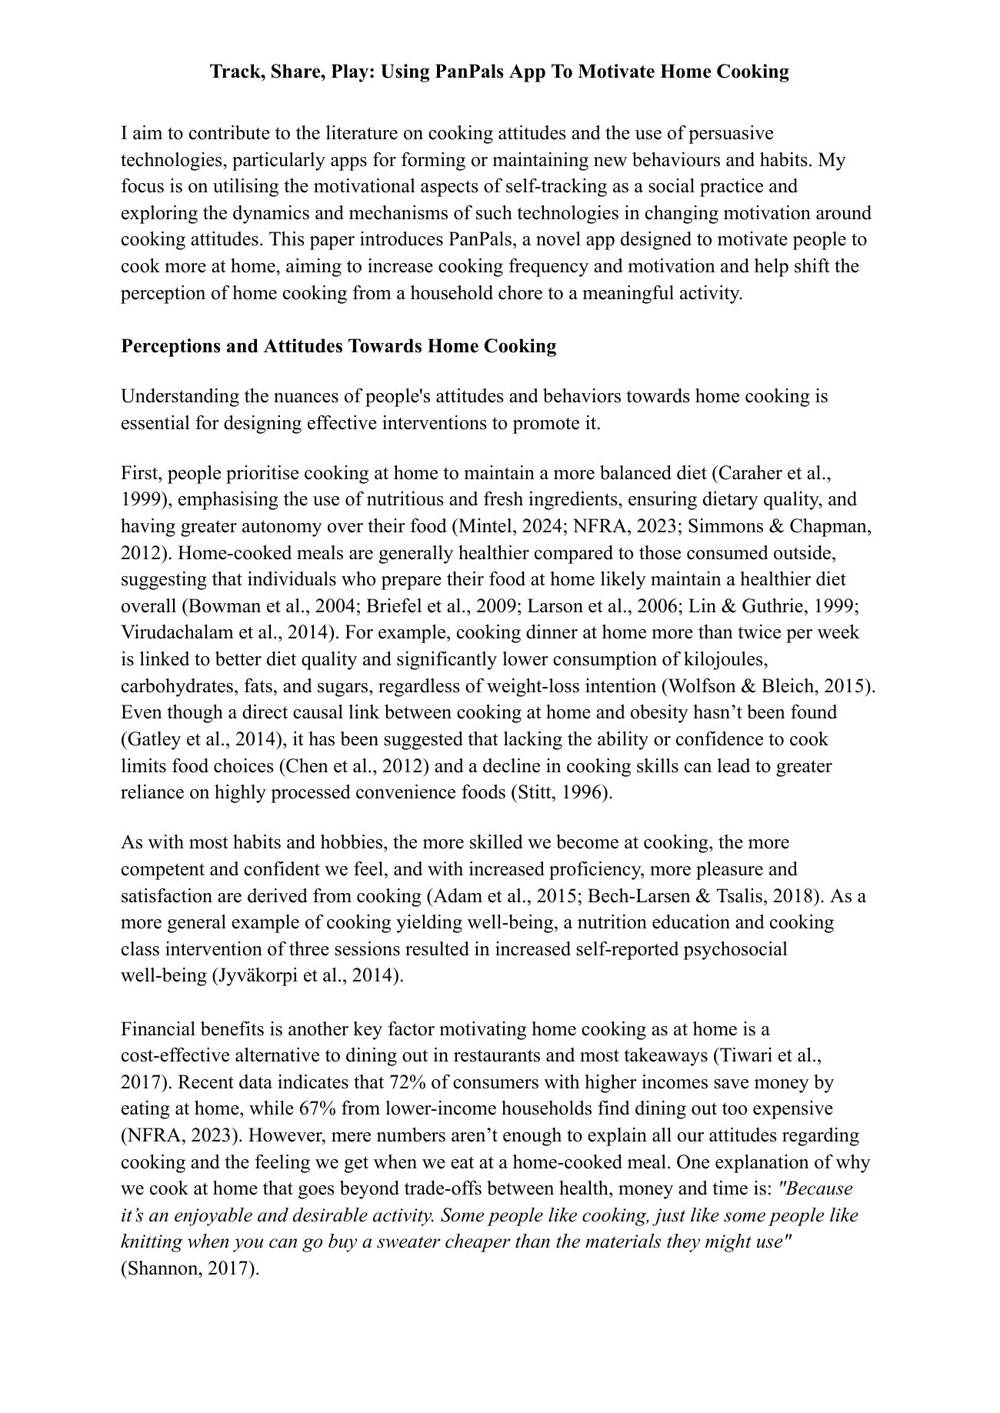 Track, Share, Play: Using PanPals App To Motivate Home Cooking
I aim to contribute to the literature on cooking attitudes and the use of persuasive
technologies, particularly apps for forming or maintaining new behaviours and habits. My
focus is on utilising the motivational aspects of self-tracking as a social practice and
exploring the dynamics and mechanisms of such technologies in changing motivation around
cooking attitudes. This paper introduces PanPals, a novel app designed to motivate people to
cook more at home, aiming to increase cooking frequency and motivation and help shift the
perception of home cooking from a household chore to a meaningful activity.
Perceptions and Attitudes Towards Home Cooking
Understanding the nuances of people's attitudes and behaviors towards home cooking is
essential for designing effective interventions to promote it.
First, people prioritise cooking at home to maintain a more balanced diet (Caraher et al.,
1999), emphasising the use of nutritious and fresh ingredients, ensuring dietary quality, and
having greater autonomy over their food (Mintel, 2024; NFRA, 2023; Simmons & Chapman,
2012). Home-cooked meals are generally healthier compared to those consumed outside,
suggesting that individuals who prepare their food at home likely maintain a healthier diet
overall (Bowman et al., 2004; Briefel et al., 2009; Larson et al., 2006; Lin & Guthrie, 1999;
Virudachalam et al., 2014). For example, cooking dinner at home more than twice per week
is linked to better diet quality and significantly lower consumption of kilojoules,
carbohydrates, fats, and sugars, regardless of weight-loss intention (Wolfson & Bleich, 2015).
Even though a direct causal link between cooking at home and obesity hasn’t been found
(Gatley et al., 2014), it has been suggested that lacking the ability or confidence to cook
limits food choices (Chen et al., 2012) and a decline in cooking skills can lead to greater
reliance on highly processed convenience foods (Stitt, 1996).
As with most habits and hobbies, the more skilled we become at cooking, the more
competent and confident we feel, and with increased proficiency, more pleasure and
satisfaction are derived from cooking (Adam et al., 2015; Bech-Larsen & Tsalis, 2018). As a
more general example of cooking yielding well-being, a nutrition education and cooking
class intervention of three sessions resulted in increased self-reported psychosocial
well-being (Jyväkorpi et al., 2014).
Financial benefits is another key factor motivating home cooking as at home is a
cost-effective alternative to dining out in restaurants and most takeaways (Tiwari et al.,
2017). Recent data indicates that 72% of consumers with higher incomes save money by
eating at home, while 67% from lower-income households find dining out too expensive
(NFRA, 2023). However, mere numbers aren’t enough to explain all our attitudes regarding
cooking and the feeling we get when we eat at a home-cooked meal. One explanation of why
we cook at home that goes beyond trade-offs between health, money and time is: "Because
it’s an enjoyable and desirable activity. Some people like cooking, just like some people like
knitting when you can go buy a sweater cheaper than the materials they might use"
(Shannon, 2017).